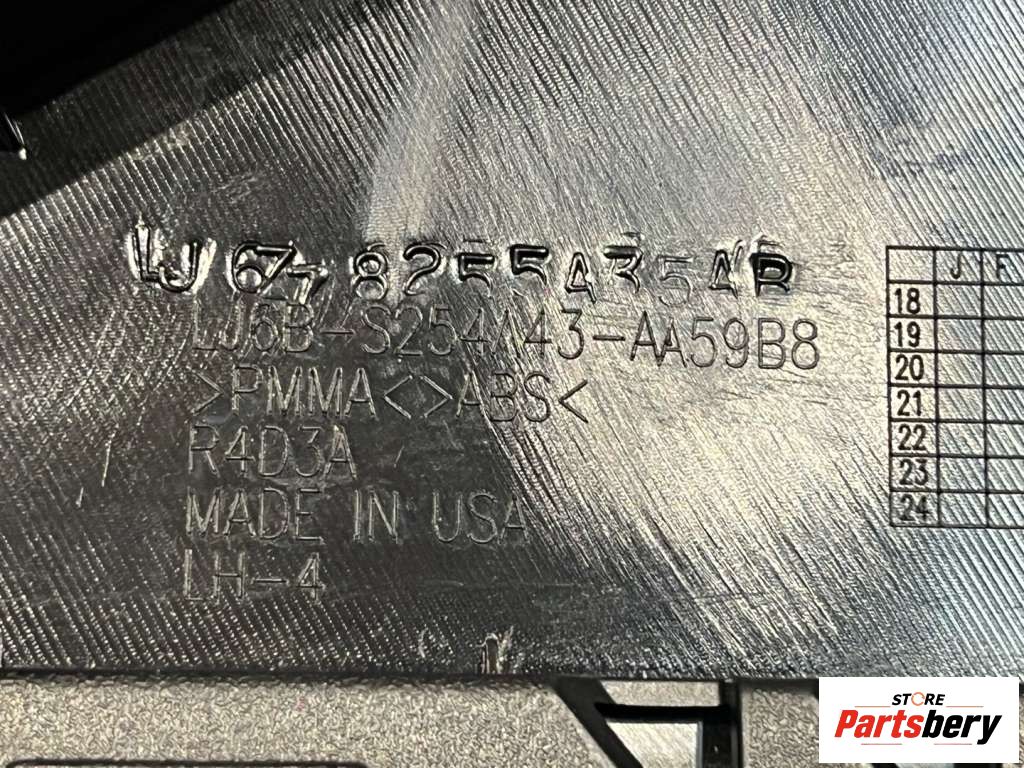 LJ6778255A35AB
LJ6B-S254A43-AA59B8
>PMMA<>ABS<
R4D3A
MADE IN USA
LH-4
J F
18
19
20
21
22
23
24
STORE
Partsbery